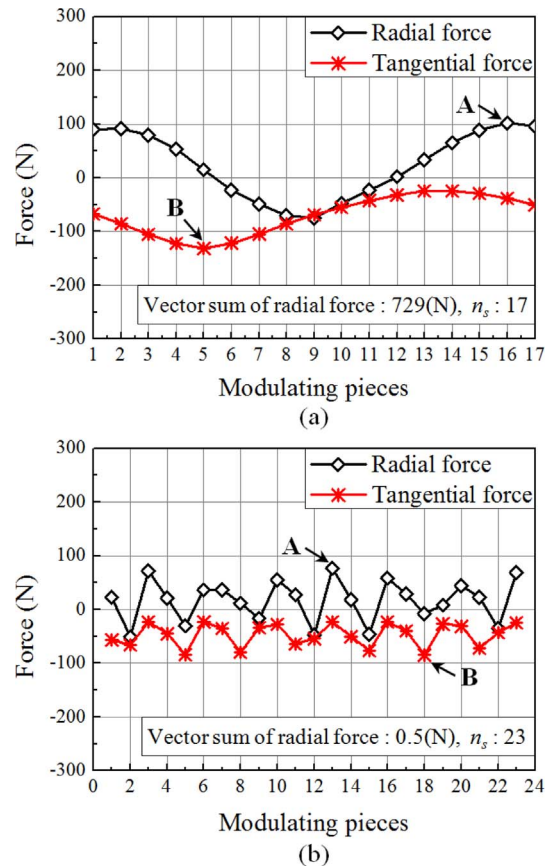 300
200
100
0
-100
-200
-300
Force (N)
Radial force
Tangential force
A
B
Vector sum of radial force : 729(N), nₛ : 17
1 2 3 4 5 6 7 8 9 10 11 12 13 14 15 16 17
Modulating pieces
(a)
300
200
100
0
-100
-200
-300
Force (N)
Radial force
Tangential force
A
B
Vector sum of radial force : 0.5(N), nₛ : 23
0 2 4 6 8 10 12 14 16 18 20 22 24
Modulating pieces
(b)